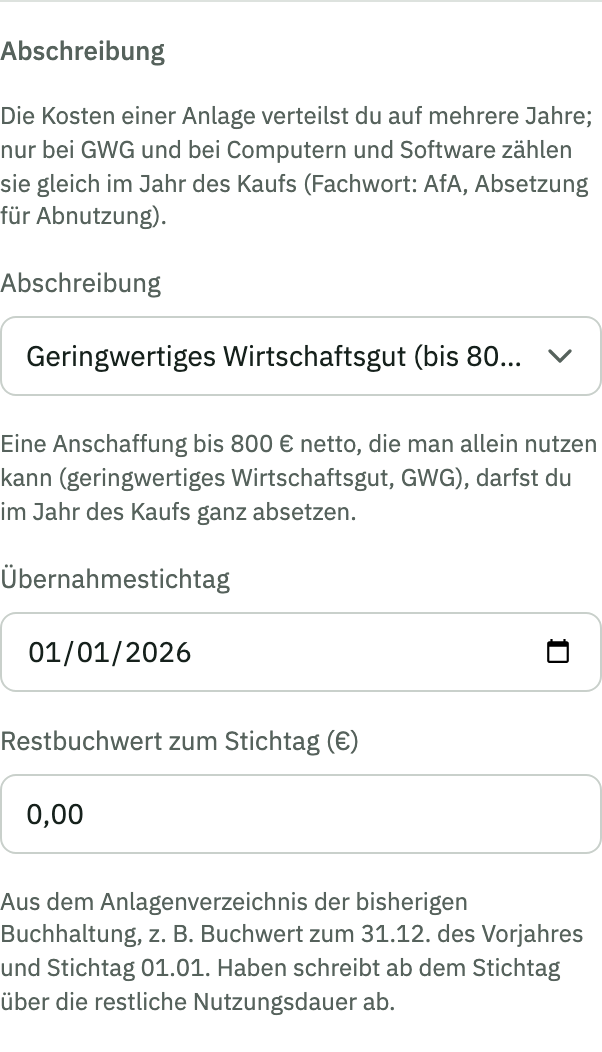 Abschreibung
Die Kosten einer Anlage verteilst du auf mehrere Jahre;
nur bei GWG und bei Computern und Software zählen
sie gleich im Jahr des Kaufs (Fachwort: AfA, Absetzung
für Abnutzung).
Abschreibung
Geringwertiges Wirtschaftsgut (bis 80...
Eine Anschaffung bis 800 € netto, die man allein nutzen
kann (geringwertiges Wirtschaftsgut, GWG), darfst du
im Jahr des Kaufs ganz absetzen.
Übernahmestichtag
01/01/2026
Restbuchwert zum Stichtag (€)
0,00
Aus dem Anlagenverzeichnis der bisherigen
Buchhaltung, z. B. Buchwert zum 31.12. des Vorjahres
und Stichtag 01.01. Haben schreibt ab dem Stichtag
über die restliche Nutzungsdauer ab.